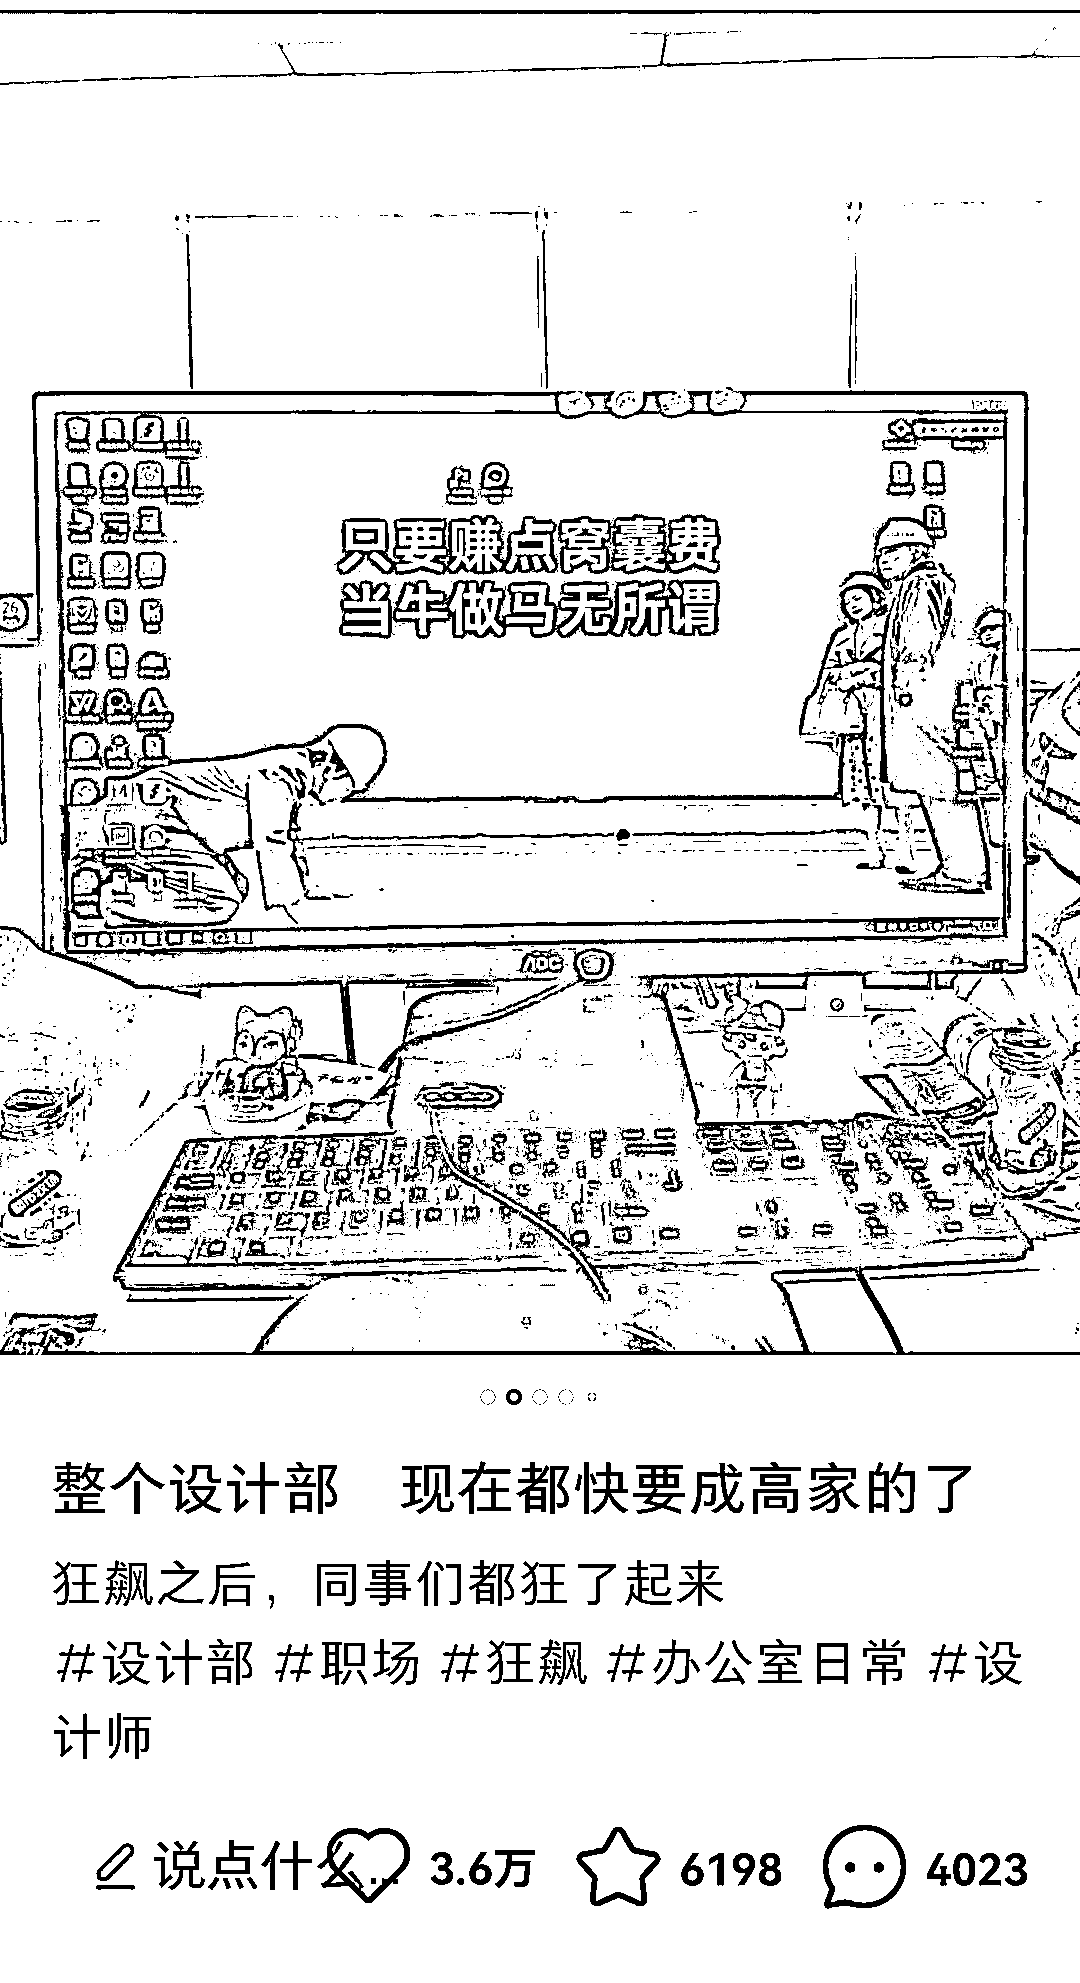 只要赚点窝囊费
当牛做马无所谓
AOC
整个设计部 现在都快要成高家的了
狂飙之后，同事们都狂了起来
#设计部 #职场 #狂飙 #办公室日常 #设
计师
说点什么... 3.6万 6198 4023